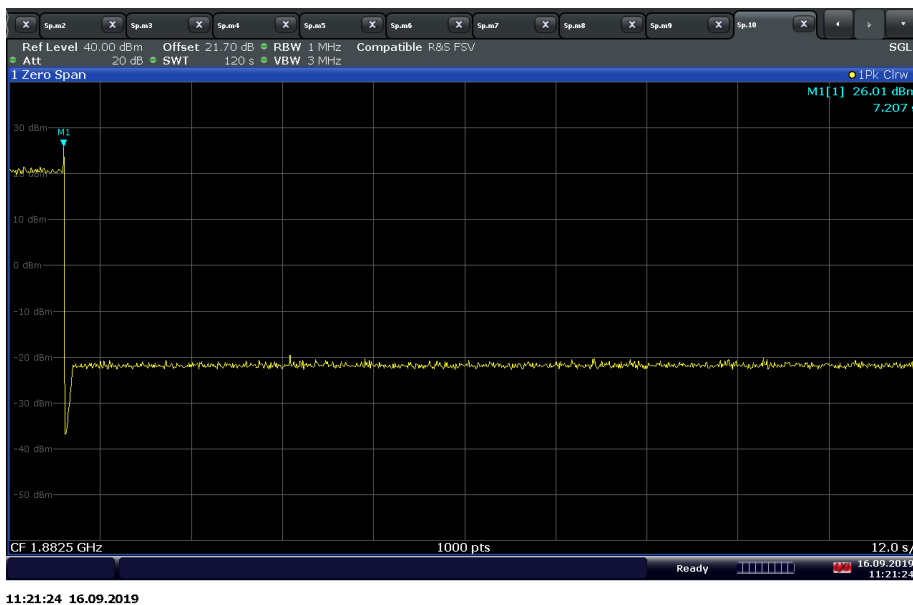 Sp.m2 Sp.m3 Sp.m4 Sp.m5 Sp.m6 Sp.m7 Sp.m8 Sp.m9 Sp.10
Ref Level 40.00 dBm Offset 21.70 dB RBW 1 MHz Compatible R&S FSV SGL
Att 20 dB SWT 120 s VBW 3 MHz
1 Zero Span 1Pk Clrw
M1[1] 26.01 dBm
7.207 s
30 dBm
M1
10 dBm
0 dBm
-10 dBm
-20 dBm
-30 dBm
-40 dBm
-50 dBm
CF 1.8825 GHz 1000 pts 12.0 s/
Ready 16.09.2019
11:21:24
11:21:24 16.09.2019